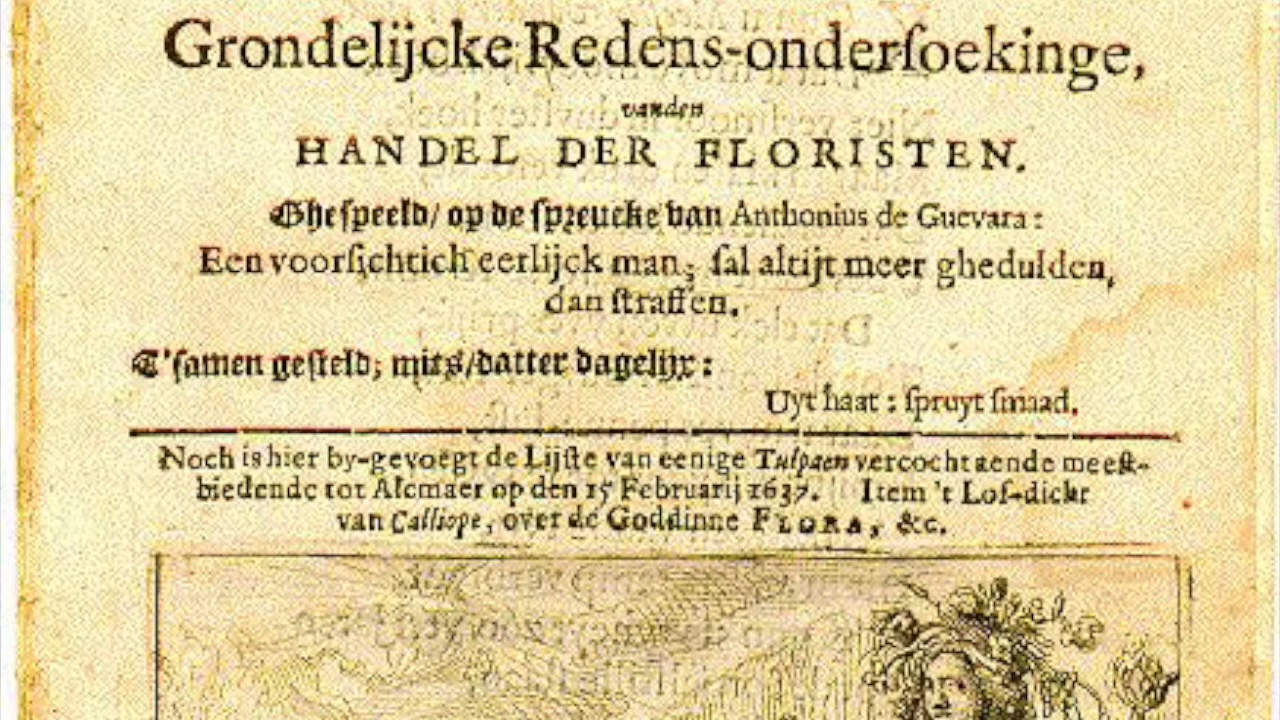 Grondelijcke Redens-onderſoekinge,
vanden
HANDEL DER FLORISTEN.
Gheſpeeld/ op de ſpreucke van Anthonius de Guevara:
Een voorſichtich eerlijck man, ſal altijt meer ghedulden,
dan ſtraffen.
T'ſamen geſteld; mits/datter dagelijx:
Uyt haat: ſpruyt ſmaad.
Noch is hier by-gevoegt de Lijſte van eenige Tulpaen vercocht aende meeſt-
biedende tot Alcmaer op den 15 Februarij 1637. Item 't Lof-dicht
van Calliope, over de Goddinne FLORA, &c.